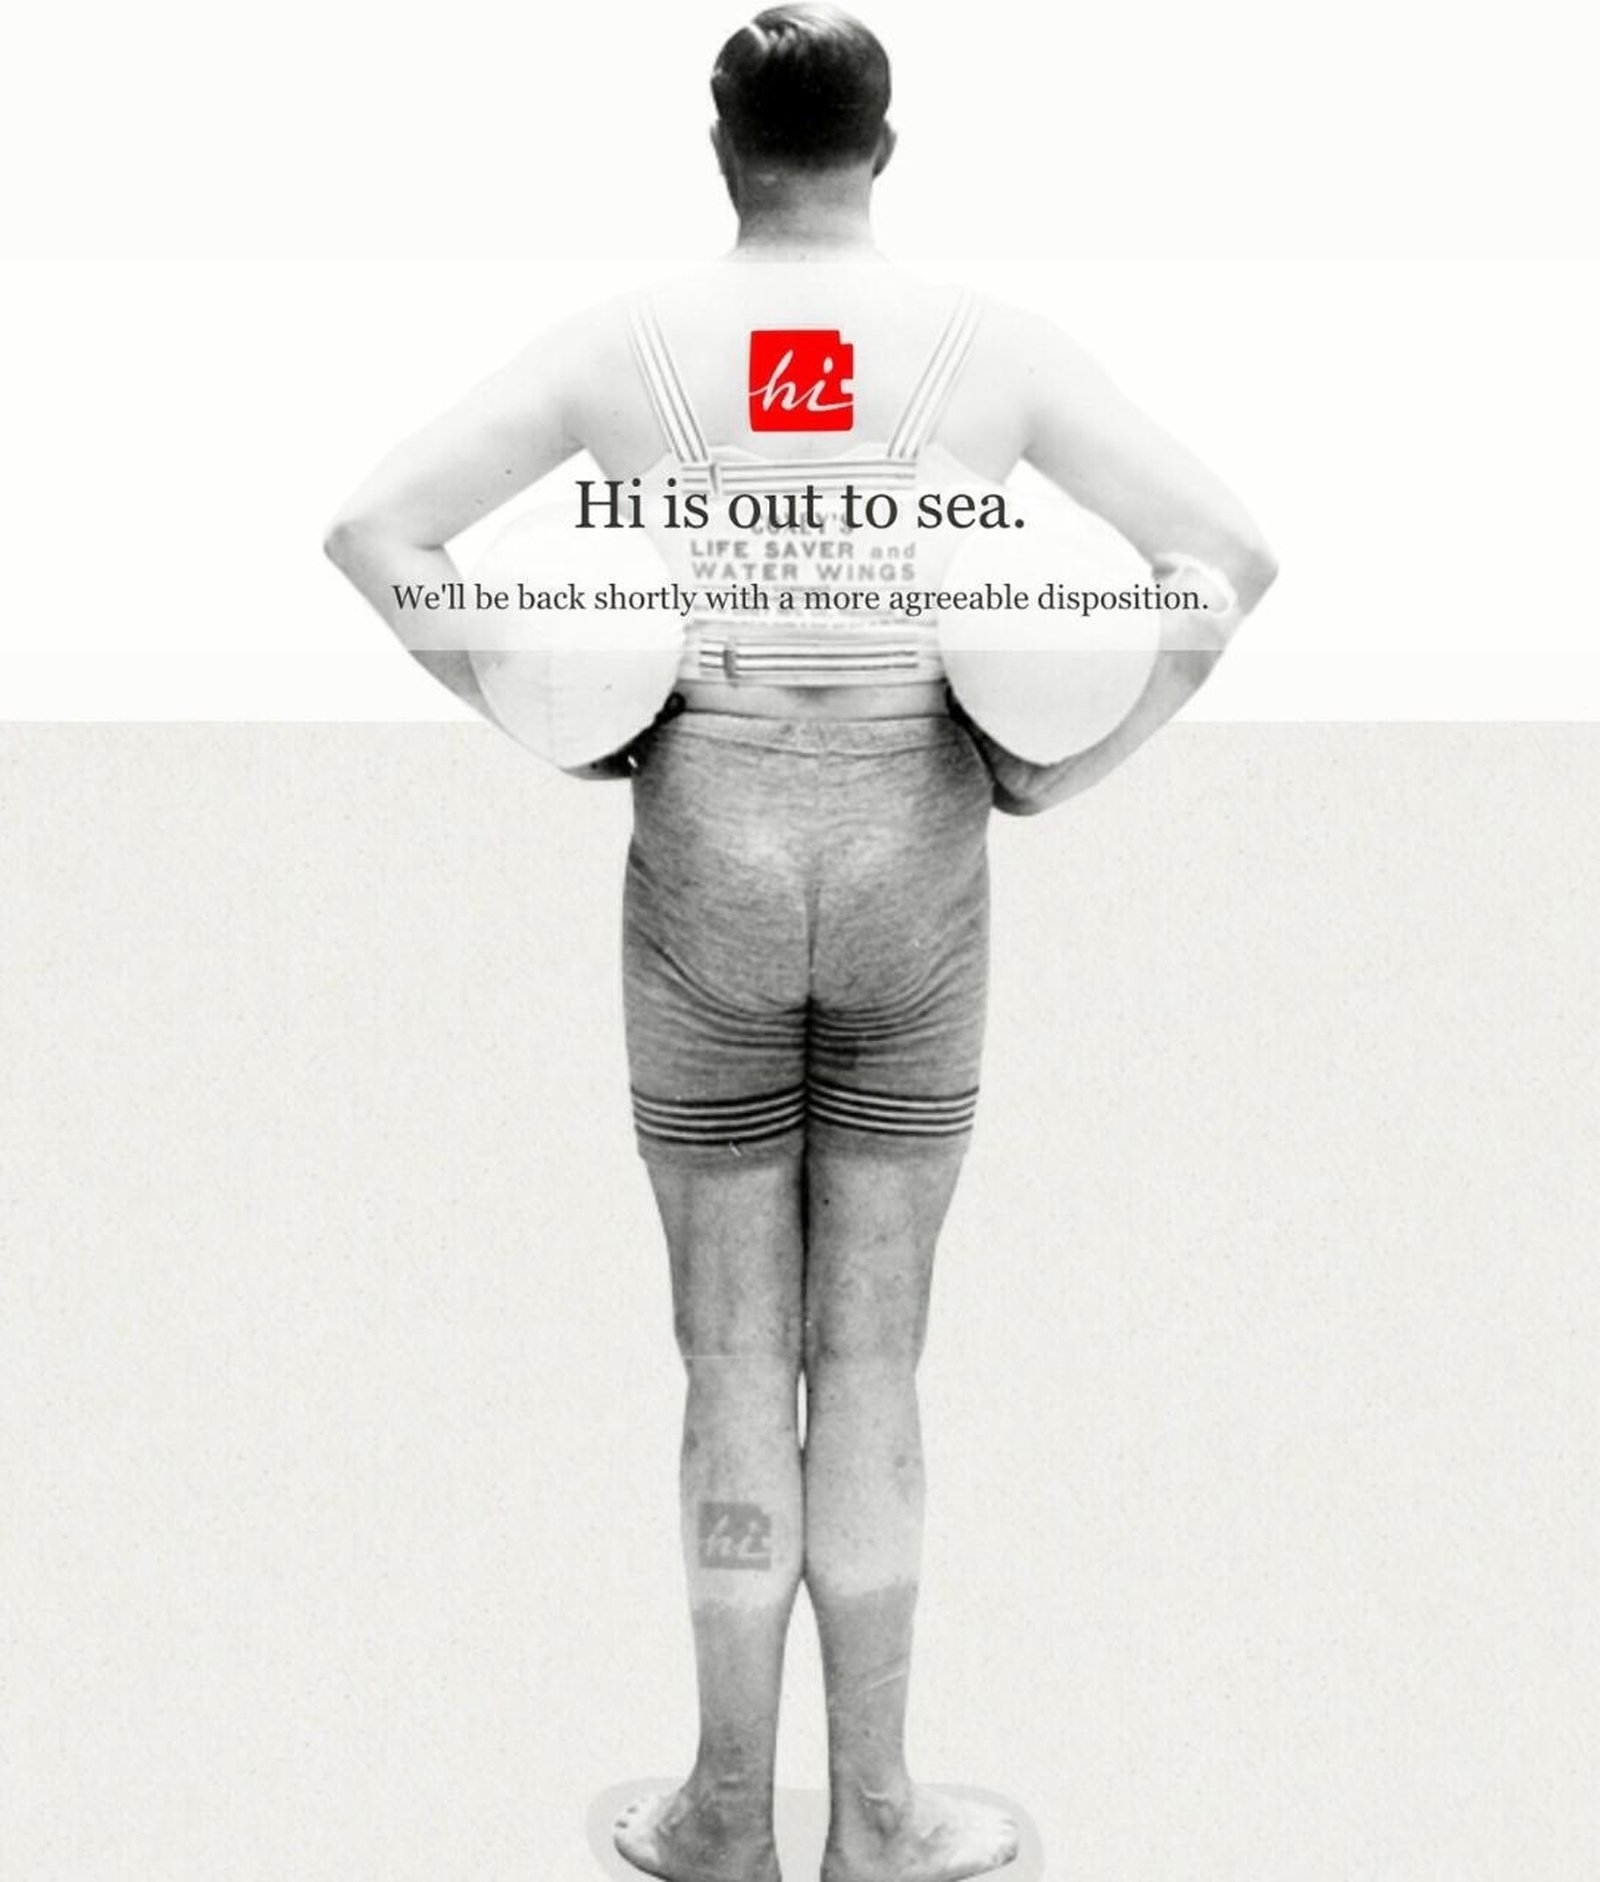 hi
Hi is out to sea.
LIFE SAVER and
WATER WINGS
We'll be back shortly with a more agreeable disposition.
hi